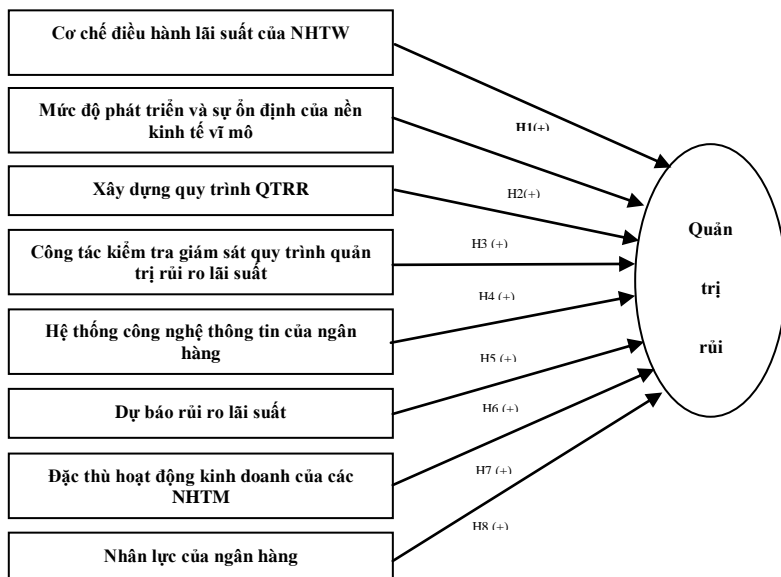 Cơ chế điều hành lãi suất của NHTW
Mức độ phát triển và sự ổn định của nền
kinh tế vĩ mô
Xây dựng quy trình QTRR
Công tác kiểm tra giám sát quy trình quản
trị rủi ro lãi suất
Hệ thống công nghệ thông tin của ngân
hàng
Dự báo rủi ro lãi suất
Đặc thù hoạt động kinh doanh của các
NHTM
Nhân lực của ngân hàng
H1(+)
H2(+)
H3 (+)
H4 (+)
H5 (+)
H6 (+)
H7 (+)
H8 (+)
Quản
trị
rủi